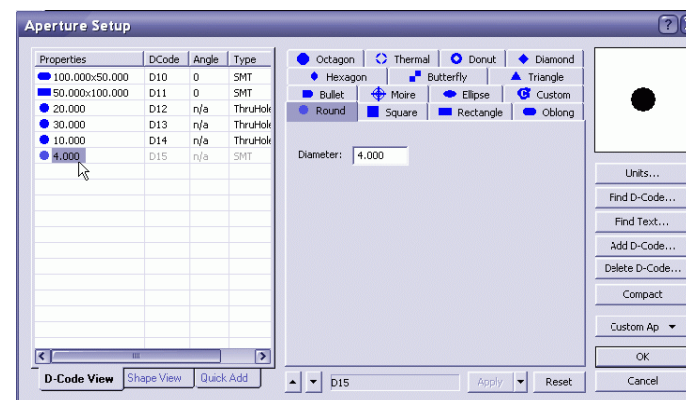 Aperture Setup
Properties DCode Angle Type
100.000x50.000 D10 0 SMT
50.000x100.000 D11 0 SMT
20.000 D12 n/a ThruHole
30.000 D13 n/a ThruHole
10.000 D14 n/a ThruHole
4.000 D15 n/a SMT
D-Code View Shape View Quick Add
Octagon Thermal Donut Diamond
Hexagon Butterfly Triangle
Bullet Moire Ellipse Custom
Round Square Rectangle Oblong
Diameter: 4.000
D15 Apply Reset
Units...
Find D-Code...
Find Text...
Add D-Code...
Delete D-Code...
Compact
Custom Ap
OK
Cancel